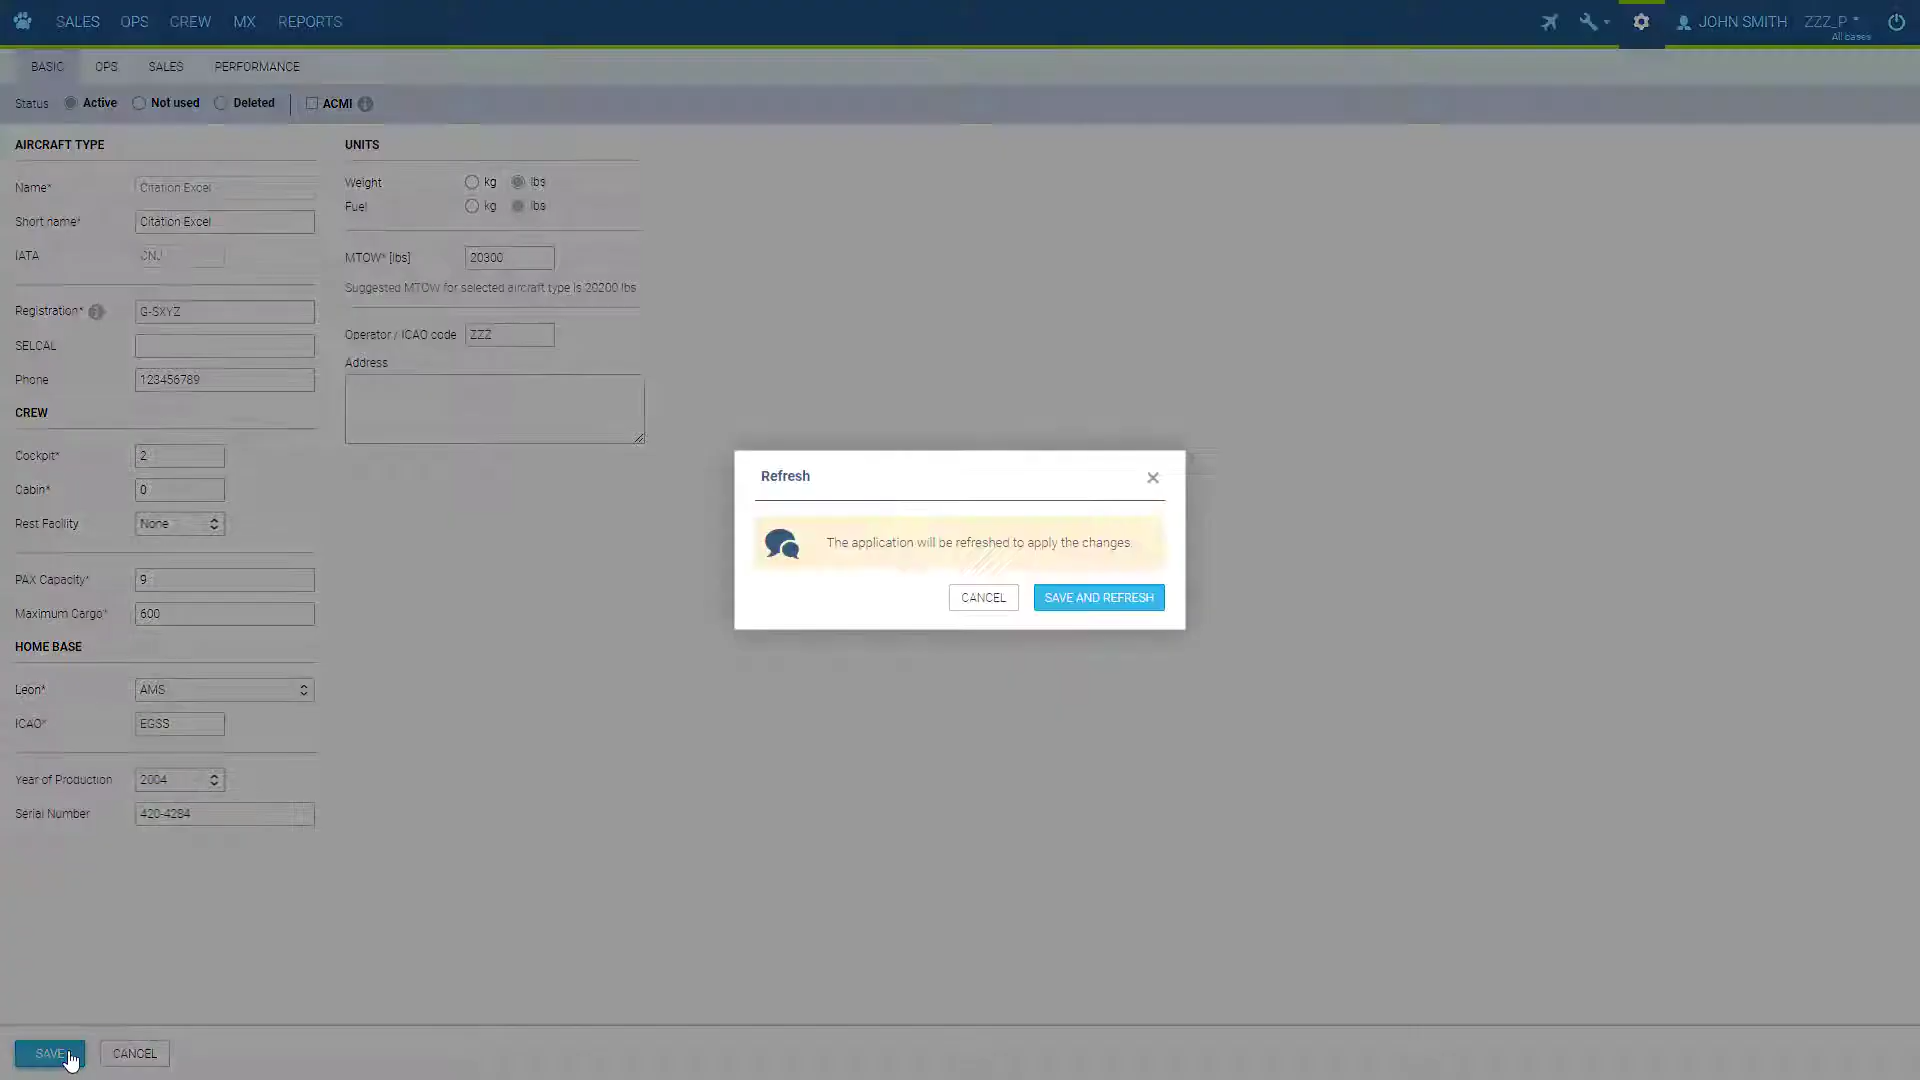 SALES OPS CREW MX REPORTS JOHN SMITH ZZZ_P
All bases
BASIC OPS SALES PERFORMANCE
Status Active Not used Deleted ACMI
AIRCRAFT TYPE
Name* Citation Excel
Short name* Citation Excel
IATA CNJ
Registration* G-SXYZ
SELCAL
Phone 123456789
CREW
Cockpit* 2
Cabin* 0
Rest Facility None
PAX Capacity* 9
Maximum Cargo* 600
HOME BASE
Leon* AMS
ICAO* EGSS
Year of Production 2004
Serial Number 420-4284
UNITS
Weight kg lbs
Fuel kg lbs
MTOW* [lbs] 20300
Suggested MTOW for selected aircraft type is 20200 lbs
Operator / ICAO code ZZZ
Address
Refresh
The application will be refreshed to apply the changes.
CANCEL SAVE AND REFRESH
SAVE CANCEL